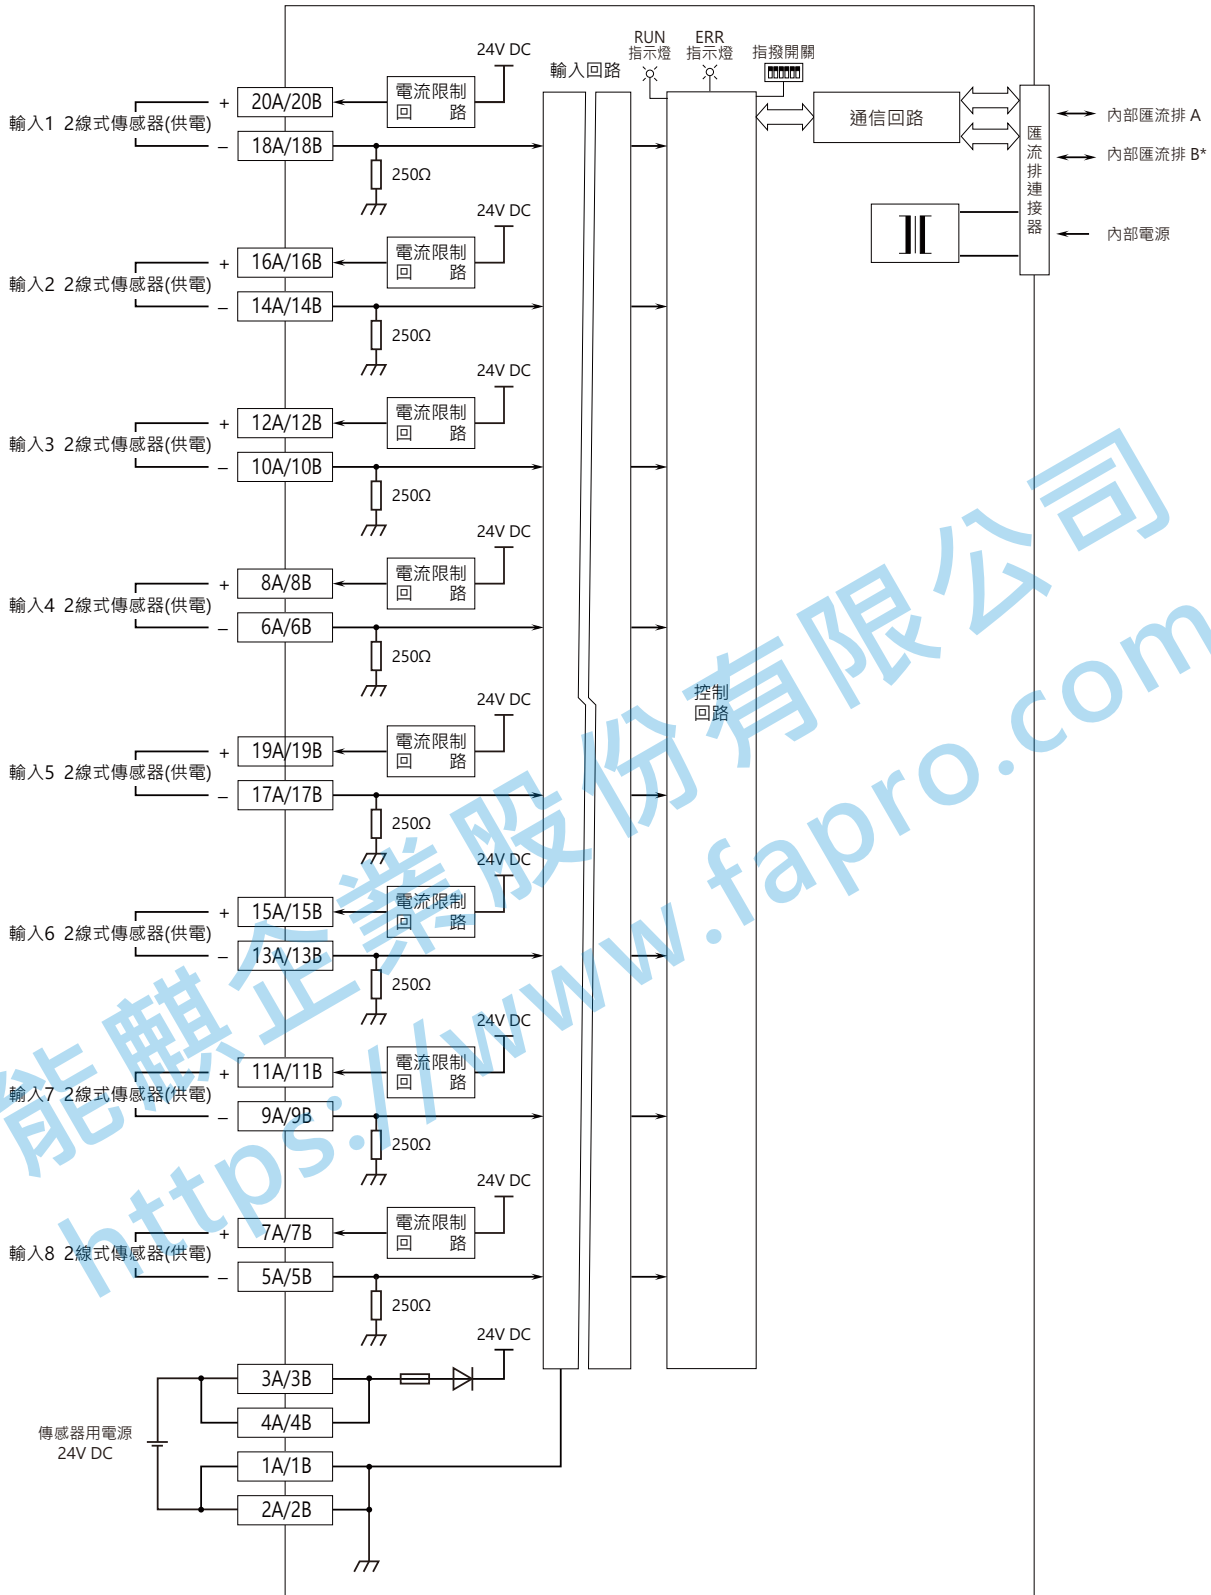 RUN
指示燈
ERR
指示燈
指撥開關
輸入回路
24V DC
電流限制
回 路
輸入1 2線式傳感器(供電)
+
20A/20B
–
18A/18B
250Ω
通信回路
匯流排連接器
內部匯流排 A
內部匯流排 B*
內部電源
24V DC
電流限制
回 路
輸入2 2線式傳感器(供電)
+
16A/16B
–
14A/14B
250Ω
24V DC
電流限制
回 路
輸入3 2線式傳感器(供電)
+
12A/12B
–
10A/10B
250Ω
24V DC
電流限制
回 路
輸入4 2線式傳感器(供電)
+
8A/8B
–
6A/6B
250Ω
控制
回路
24V DC
電流限制
回 路
輸入5 2線式傳感器(供電)
+
19A/19B
–
17A/17B
250Ω
24V DC
電流限制
回 路
輸入6 2線式傳感器(供電)
+
15A/15B
–
13A/13B
250Ω
24V DC
電流限制
回 路
輸入7 2線式傳感器(供電)
+
11A/11B
–
9A/9B
250Ω
24V DC
電流限制
回 路
輸入8 2線式傳感器(供電)
+
7A/7B
–
5A/5B
250Ω
24V DC
3A/3B
4A/4B
傳感器用電源
24V DC
1A/1B
2A/2B
能麒企業股份有限公司
https://www.fapro.com